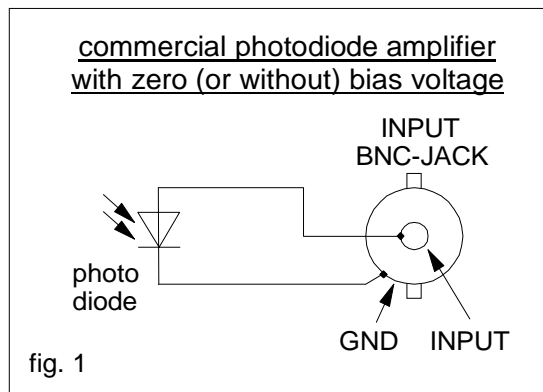 commercial photodiode amplifier
with zero (or without) bias voltage
INPUT
BNC-JACK
photo
diode
GND
INPUT
fig. 1